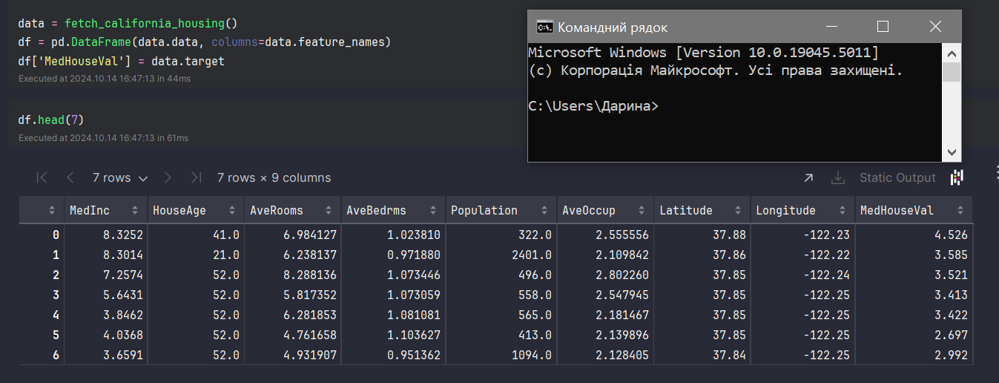 data = fetch_california_housing()
df = pd.DataFrame(data.data, columns=data.feature_names)
df['MedHouseVal'] = data.target
Executed at 2024.10.14 16:47:13 in 44ms
Командний рядок
Microsoft Windows [Version 10.0.19045.5011]
(c) Корпорація Майкрософт. Усі права захищені.
C:\Users\Дарина>
df.head(7)
Executed at 2024.10.14 16:47:13 in 61ms
7 rows 7 rows × 9 columns Static Output
MedInc HouseAge AveRooms AveBedrms Population AveOccup Latitude Longitude MedHouseVal
0 8.3252 41.0 6.984127 1.023810 322.0 2.555556 37.88 -122.23 4.526
1 8.3014 21.0 6.238137 0.971880 2401.0 2.109842 37.86 -122.22 3.585
2 7.2574 52.0 8.288136 1.073446 496.0 2.802260 37.85 -122.24 3.521
3 5.6431 52.0 5.817352 1.073059 558.0 2.547945 37.85 -122.25 3.413
4 3.8462 52.0 6.281853 1.081081 565.0 2.181467 37.85 -122.25 3.422
5 4.0368 52.0 4.761658 1.103627 413.0 2.139896 37.85 -122.25 2.697
6 3.6591 52.0 4.931907 0.951362 1094.0 2.128405 37.84 -122.25 2.992